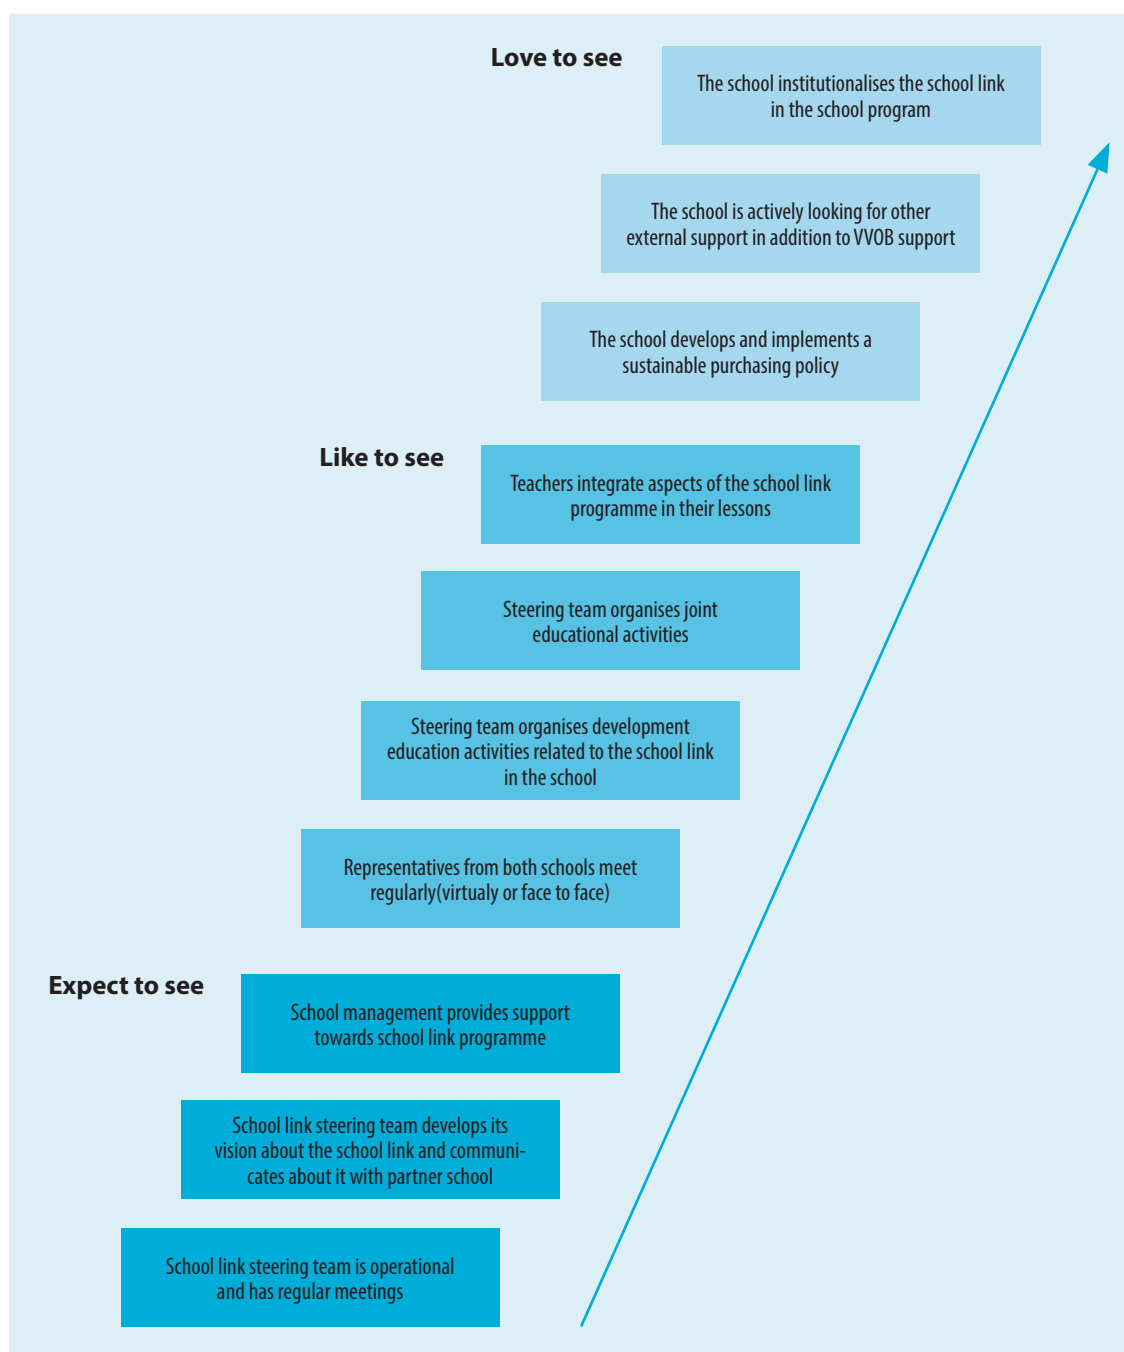 Love to see
The school institutionalises the school link
in the school program
The school is actively looking for other
external support in addition to VVOB support
The school develops and implements a
sustainable purchasing policy
Like to see
Teachers integrate aspects of the school link
programme in their lessons
Steering team organises joint
educational activities
Steering team organises development
education activities related to the school link
in the school
Representatives from both schools meet
regularly(virtualy or face to face)
Expect to see
School management provides support
towards school link programme
School link steering team develops its
vision about the school link and communi-
cates about it with partner school
School link steering team is operational
and has regular meetings